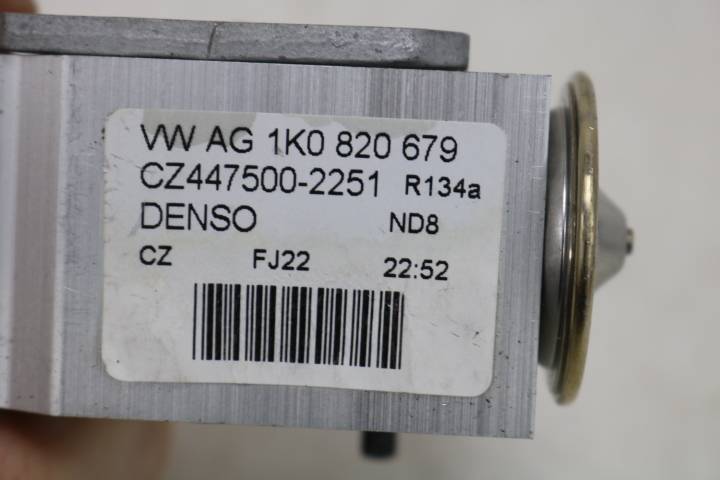 VW AG 1K0 820 679
CZ447500-2251 R134a
DENSO ND8
CZ FJ22 22:52